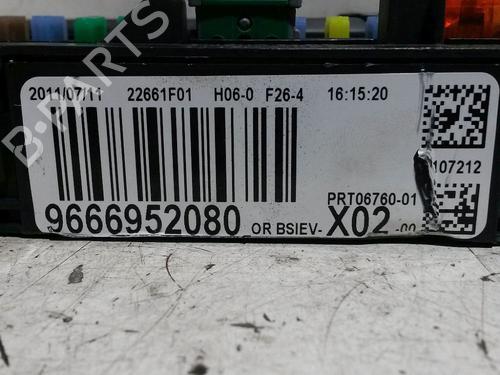 B-PARTS
2011/07/11 22661F01 H06-0 F26-4 16:15:20
107212
PRT06760-01
9666952080 OR BSIEV- X02 -00